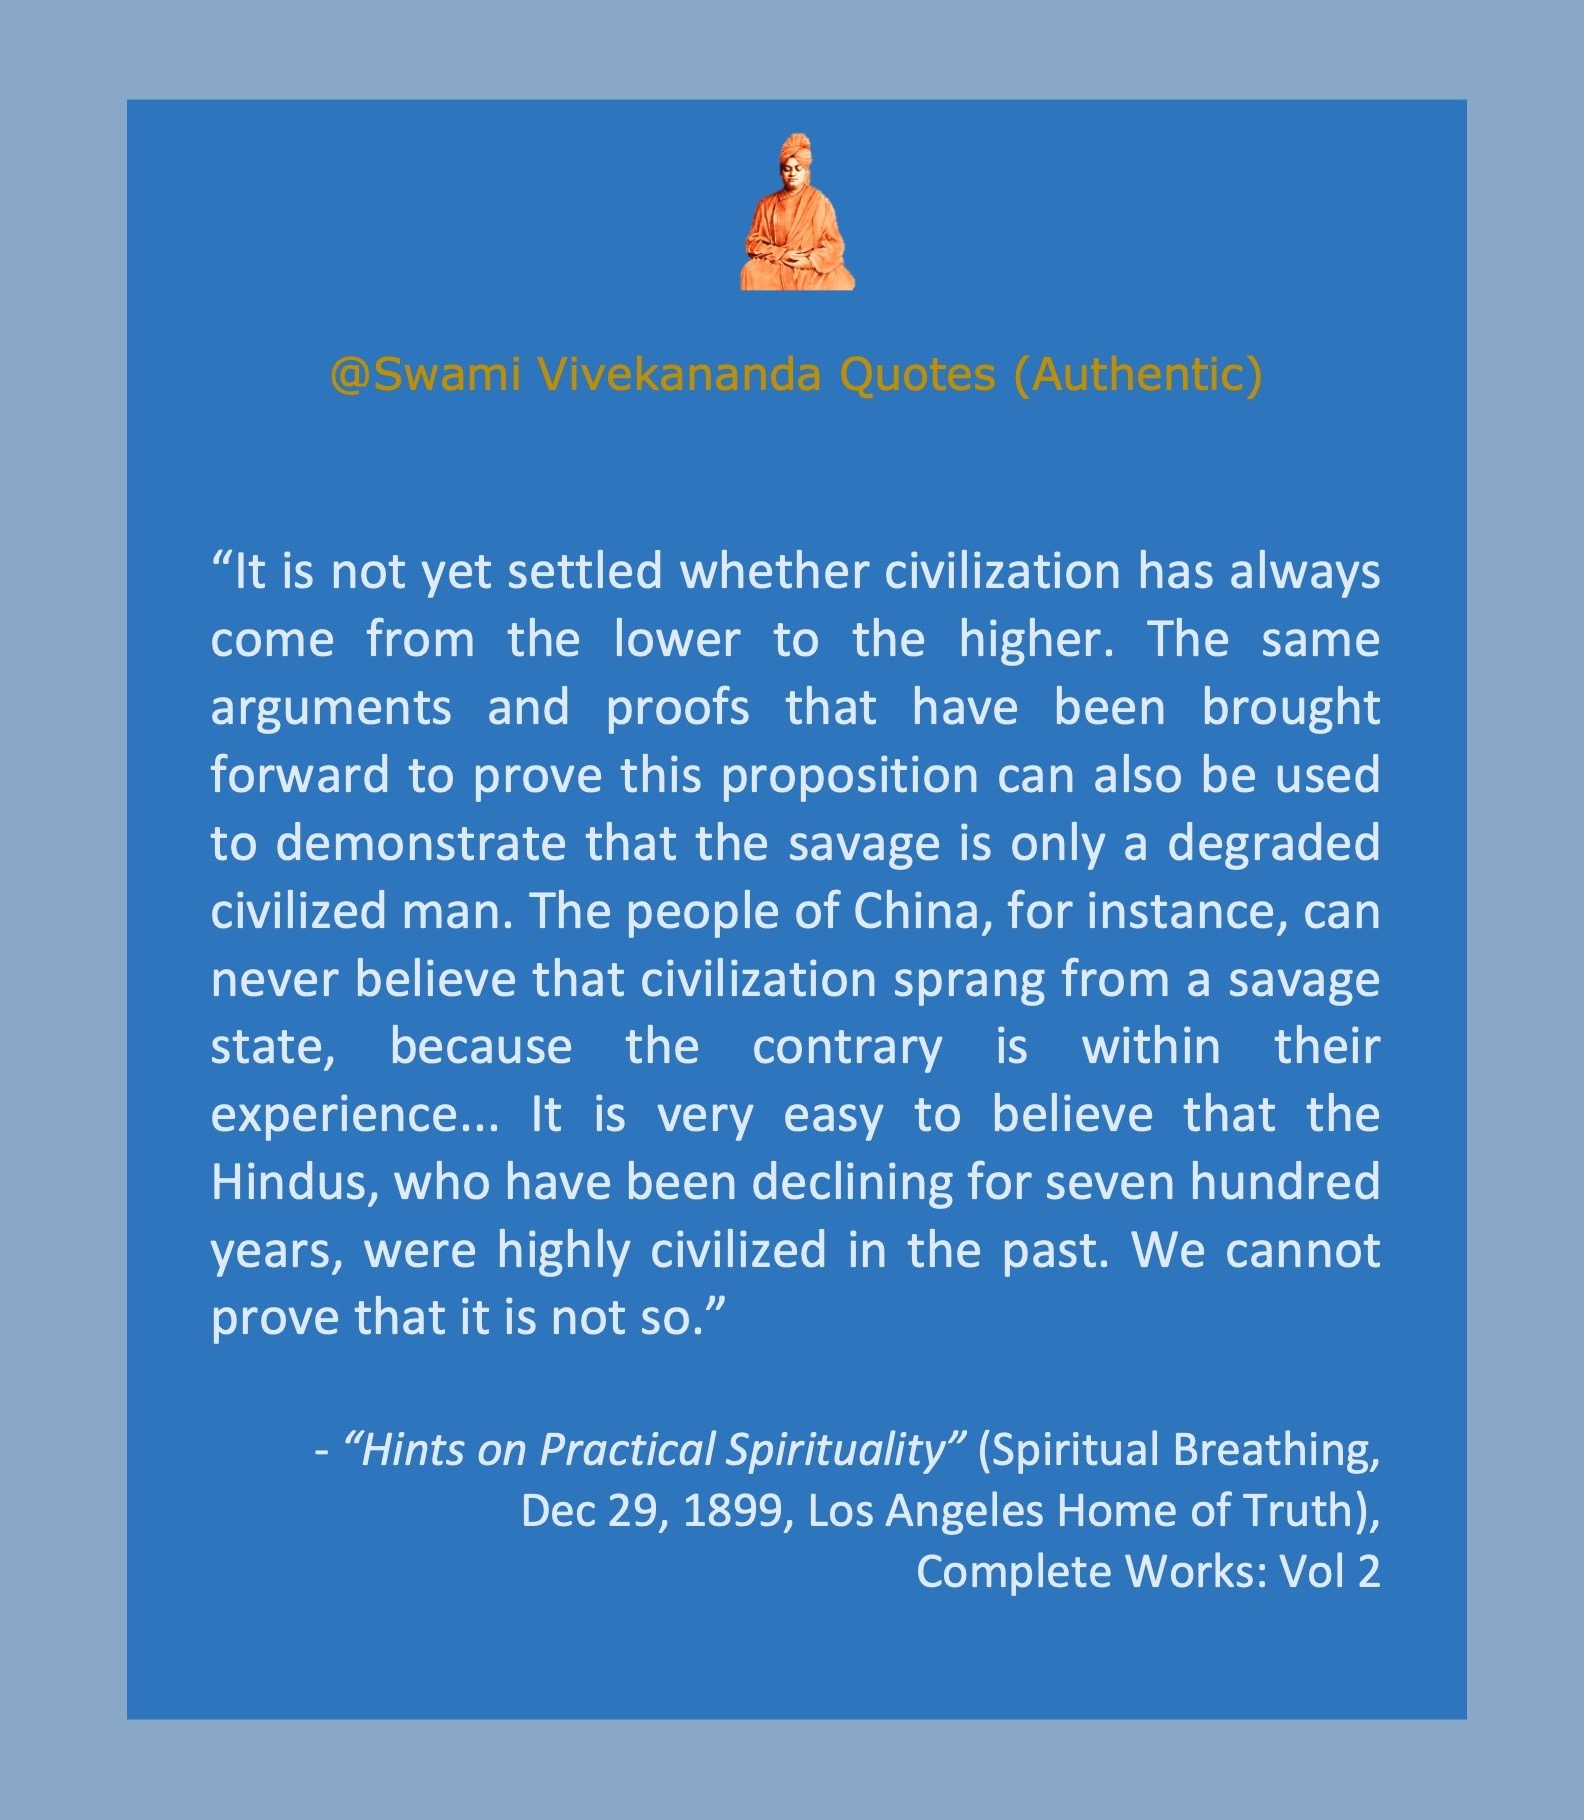 @Swami Vivekananda Quotes (Authentic)
“It is not yet settled whether civilization has always
come from the lower to the higher. The same
arguments and proofs that have been brought
forward to prove this proposition can also be used
to demonstrate that the savage is only a degraded
civilized man. The people of China, for instance, can
never believe that civilization sprang from a savage
state, because the contrary is within their
experience... It is very easy to believe that the
Hindus, who have been declining for seven hundred
years, were highly civilized in the past. We cannot
prove that it is not so.”
- “Hints on Practical Spirituality” (Spiritual Breathing,
Dec 29, 1899, Los Angeles Home of Truth),
Complete Works: Vol 2